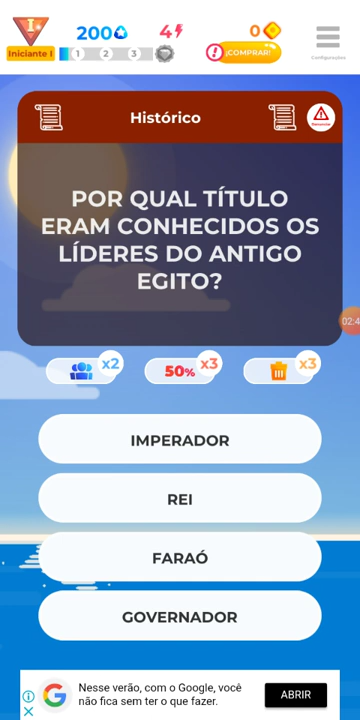 I
Iniciante I
200
1 2 3
4
0
¡COMPRAR!
Configurações
Histórico
POR QUAL TÍTULO
ERAM CONHECIDOS OS
LÍDERES DO ANTIGO
EGITO?
x2
50%
x3
x3
02:4
IMPERADOR
REI
FARAÓ
GOVERNADOR
Nesse verão, com o Google, você
não fica sem ter o que fazer.
ABRIR